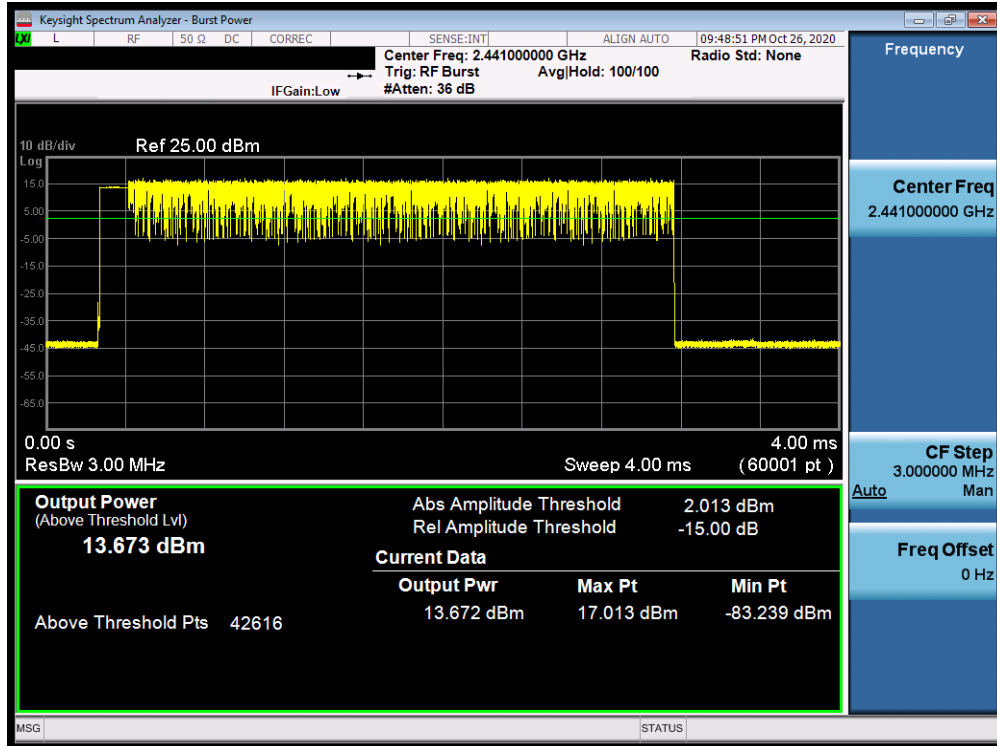 Keysight Spectrum Analyzer - Burst Power
LXI L RF 50 Ω DC CORREC SENSE:INT ALIGN AUTO 09:48:51 PM Oct 26, 2020
Center Freq: 2.441000000 GHz Radio Std: None
Trig: RF Burst Avg|Hold: 100/100
IFGain:Low #Atten: 36 dB
Frequency
10 dB/div Ref 25.00 dBm
Log
15.0
5.00
-5.00
-15.0
-25.0
-35.0
-45.0
-55.0
-65.0
0.00 s 4.00 ms
ResBw 3.00 MHz Sweep 4.00 ms (60001 pt)
Output Power
(Above Threshold Lvl)
13.673 dBm
Above Threshold Pts 42616
Abs Amplitude Threshold 2.013 dBm
Rel Amplitude Threshold -15.00 dB
Current Data
Output Pwr Max Pt Min Pt
13.672 dBm 17.013 dBm -83.239 dBm
Center Freq
2.441000000 GHz
CF Step
3.000000 MHz
Auto Man
Freq Offset
0 Hz
MSG STATUS